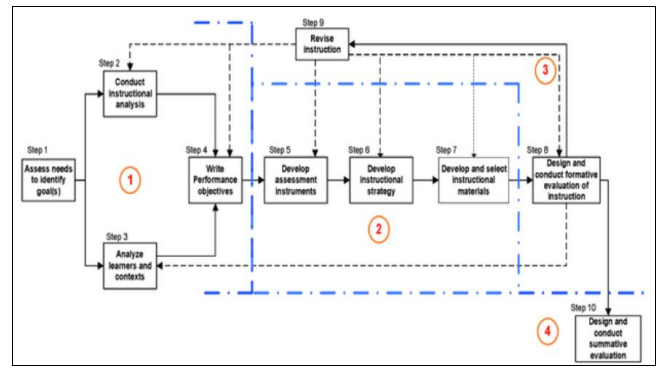 Step 9
Revise
instruction
Step 2
Conduct
instructional
analysis
3
Step 1
Assess needs
to identify
goal(s)
1
Step 4
Write
Performance
objectives
Step 5
Develop
assessment
instruments
Step 6
Develop
instructional
strategy
Step 7
Develop and select
instructional
materials
Step 8
Design and
conduct formative
evaluation of
instruction
2
Step 3
Analyze
learners and
contexts
Step 10
4
Design and
conduct
summative
evaluation